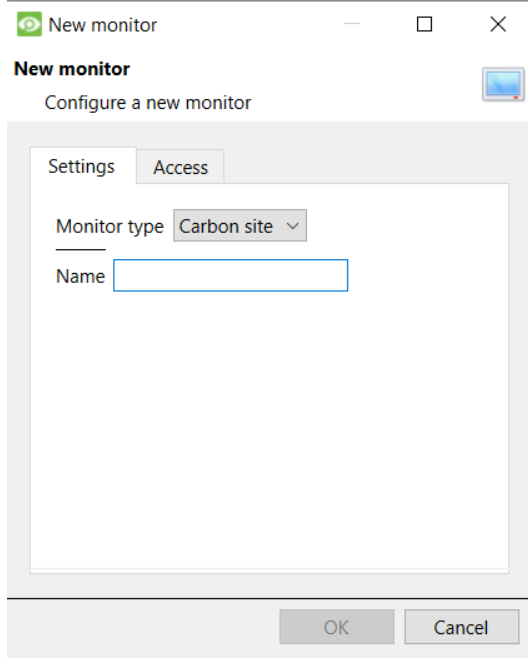 New monitor
New monitor
Configure a new monitor
Settings Access
Monitor type Carbon site
Name
OK Cancel